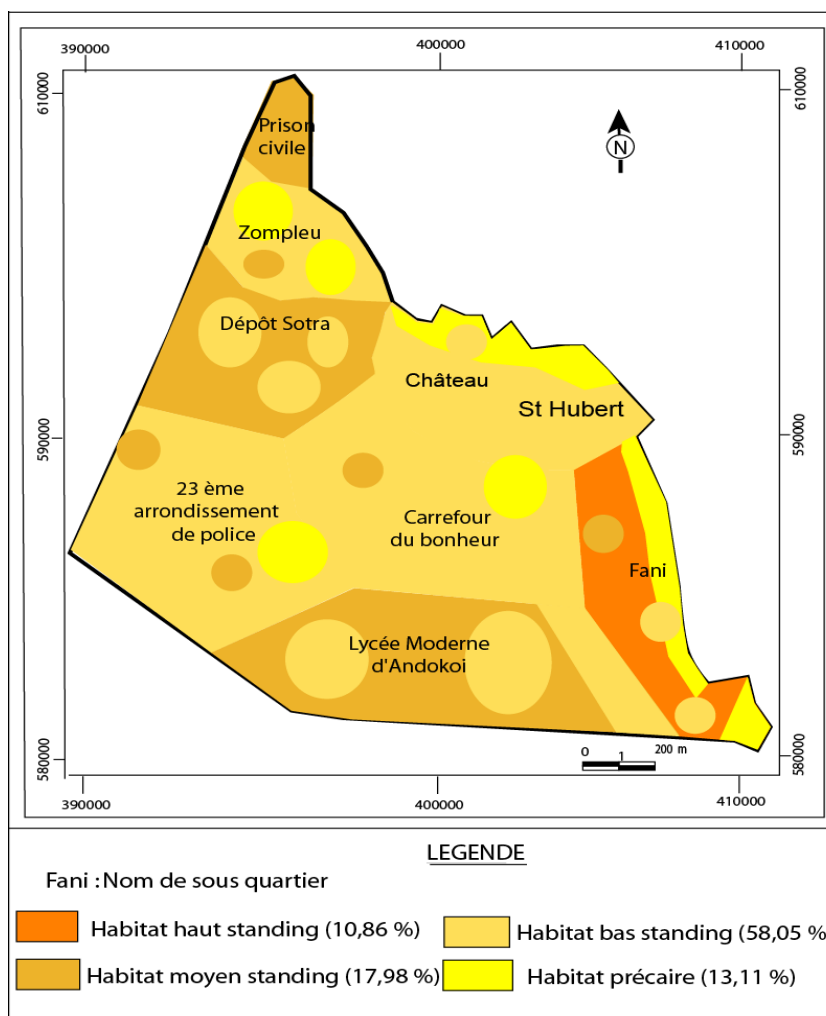 390000
400000
410000
610000
610000
Prison
civile
Zompleu
Dépôt Sotra
Château
St Hubert
590000
590000
23 ème
arrondissement
de police
Carrefour
du bonheur
Fani
Lycée Moderne
d'Andokoi
0 1 200 m
580000
580000
390000
400000
410000
N
LEGENDE
Fani : Nom de sous quartier
Habitat haut standing (10,86 %)
Habitat bas standing (58,05 %
Habitat moyen standing (17,98 %)
Habitat précaire (13,11 %)